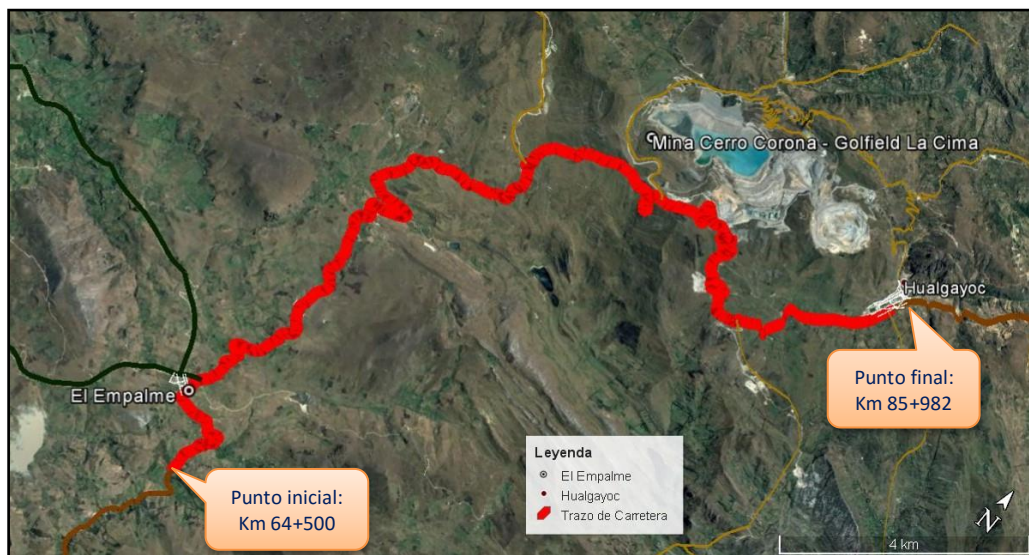 Mina Cerro Corona - Golfield La Cima
Hualgayoc
El Empalme
Punto final:
Km 85+982
Punto inicial:
Km 64+500
Leyenda
El Empalme
Hualgayoc
Trazo de Carretera
N
4 km